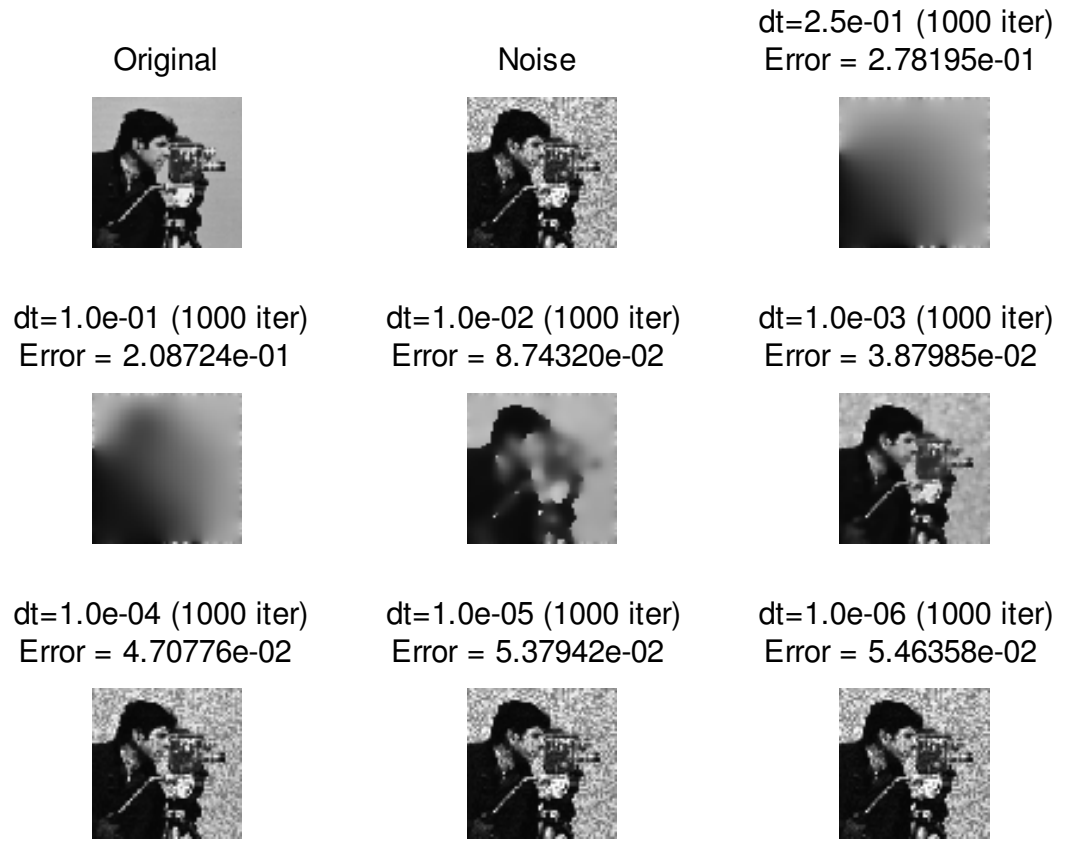 Original
Noise
dt=2.5e-01 (1000 iter)
Error = 2.78195e-01
dt=1.0e-01 (1000 iter)
Error = 2.08724e-01
dt=1.0e-02 (1000 iter)
Error = 8.74320e-02
dt=1.0e-03 (1000 iter)
Error = 3.87985e-02
dt=1.0e-04 (1000 iter)
Error = 4.70776e-02
dt=1.0e-05 (1000 iter)
Error = 5.37942e-02
dt=1.0e-06 (1000 iter)
Error = 5.46358e-02